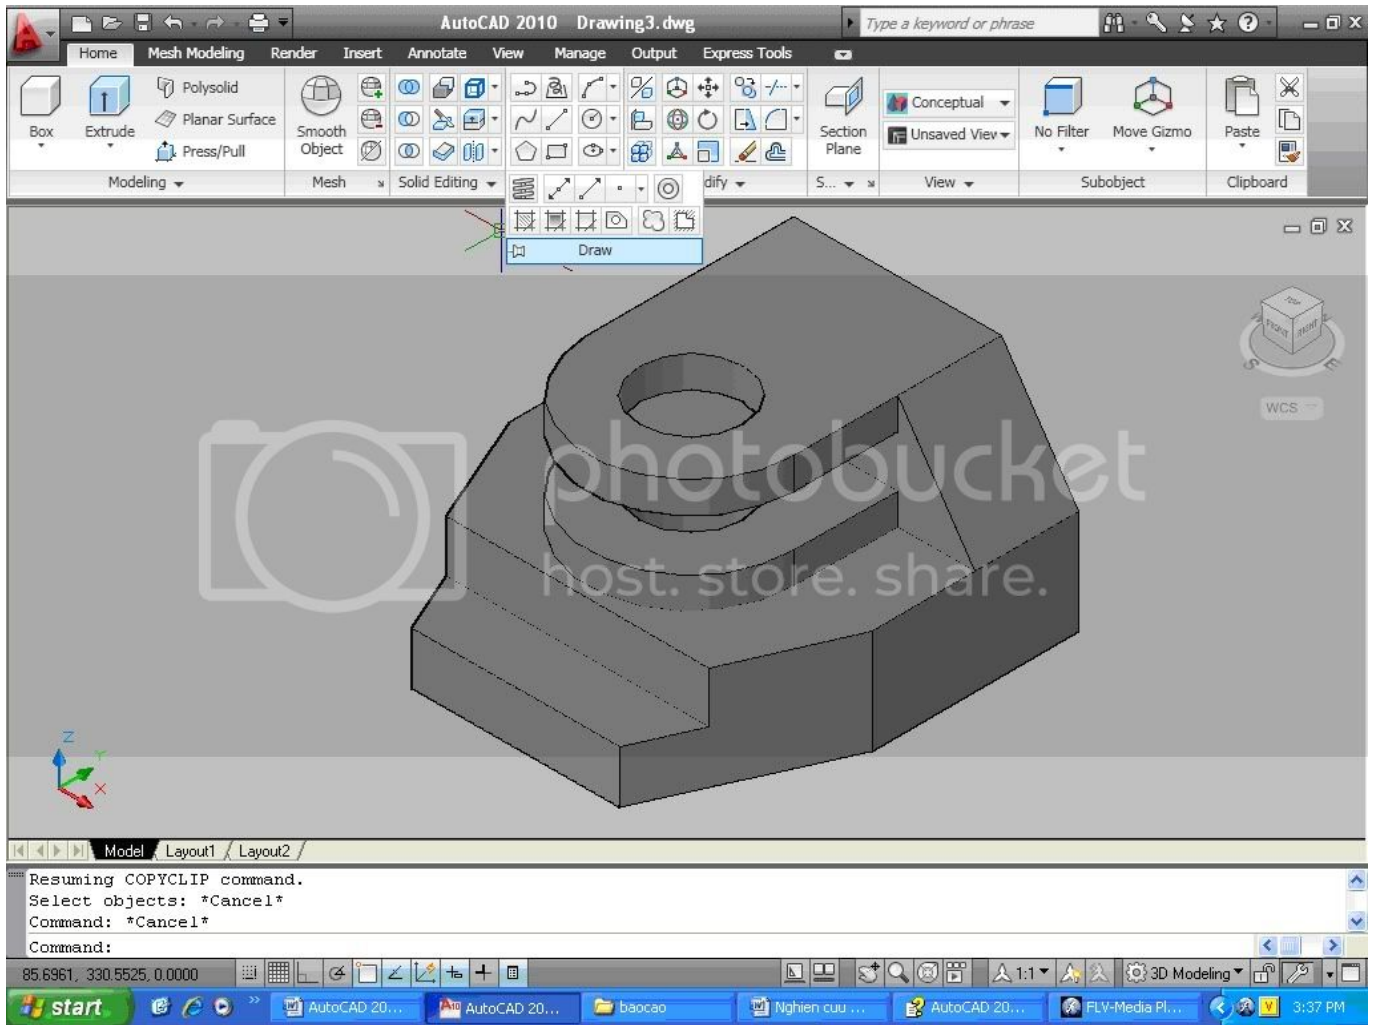 AutoCAD 2010 Drawing3.dwg
Type a keyword or phrase
Home Mesh Modeling Render Insert Annotate View Manage Output Express Tools
Box
Extrude
Polysolid
Planar Surface
Press/Pull
Smooth Object
Section Plane
Conceptual
Unsaved View
No Filter
Move Gizmo
Paste
Modeling Mesh Solid Editing dify S... View Subobject Clipboard
Draw
TOP
FRONT
RIGHT
S
E
WCS
photobucket
host. store. share.
Z
Y
X
Model Layout1 Layout2
Resuming COPYCLIP command.
Select objects: *Cancel*
Command: *Cancel*
Command:
85.6961, 330.5525, 0.0000
1:1
3D Modeling
start
AutoCAD 20...
AutoCAD 20...
baocao
Nghien cuu ...
AutoCAD 20...
FLV-Media Pl...
3:37 PM